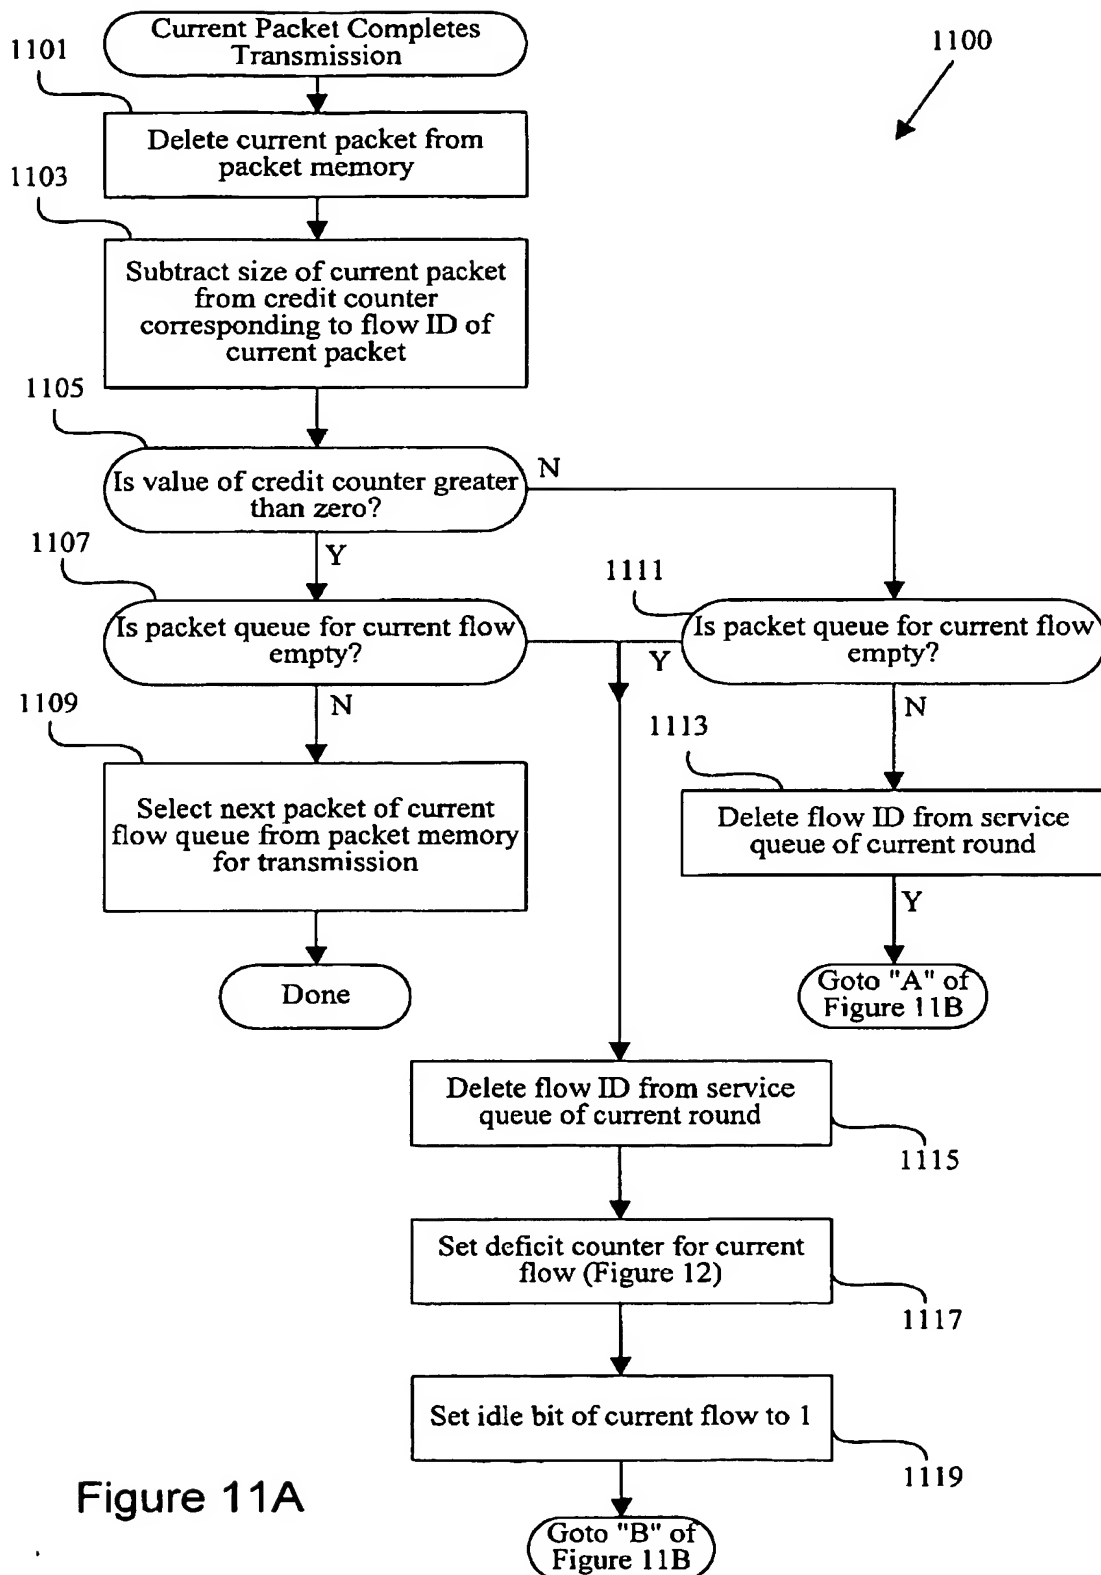 Current Packet Completes
Transmission
1101
1100
Delete current packet from
packet memory
1103
Subtract size of current packet
from credit counter
corresponding to flow ID of
current packet
1105
Is value of credit counter greater
than zero?
N
Y
1107
Is packet queue for current flow
empty?
1111
Is packet queue for current flow
empty?
Y
N
N
1109
Select next packet of current
flow queue from packet memory
for transmission
1113
Delete flow ID from service
queue of current round
Y
Done
Goto "A" of
Figure 11B
Delete flow ID from service
queue of current round
1115
Set deficit counter for current
flow (Figure 12)
1117
Set idle bit of current flow to 1
1119
Figure 11A
Goto "B" of
Figure 11B